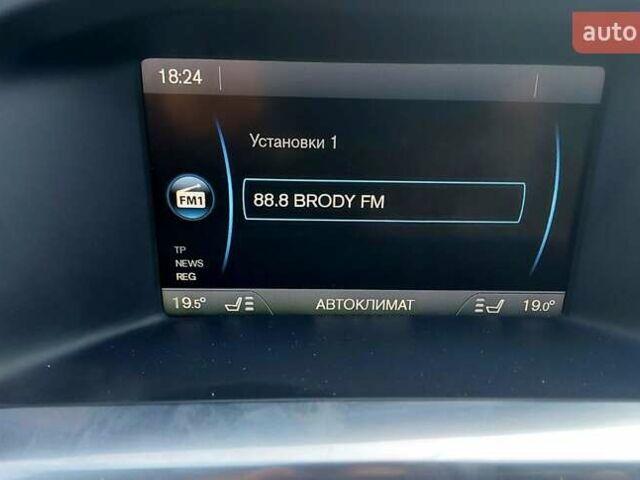 auto
18:24
Установки 1
FM1
88.8 BRODY FM
TP
NEWS
REG
19.5° АВТОКЛИМАТ 19.0°